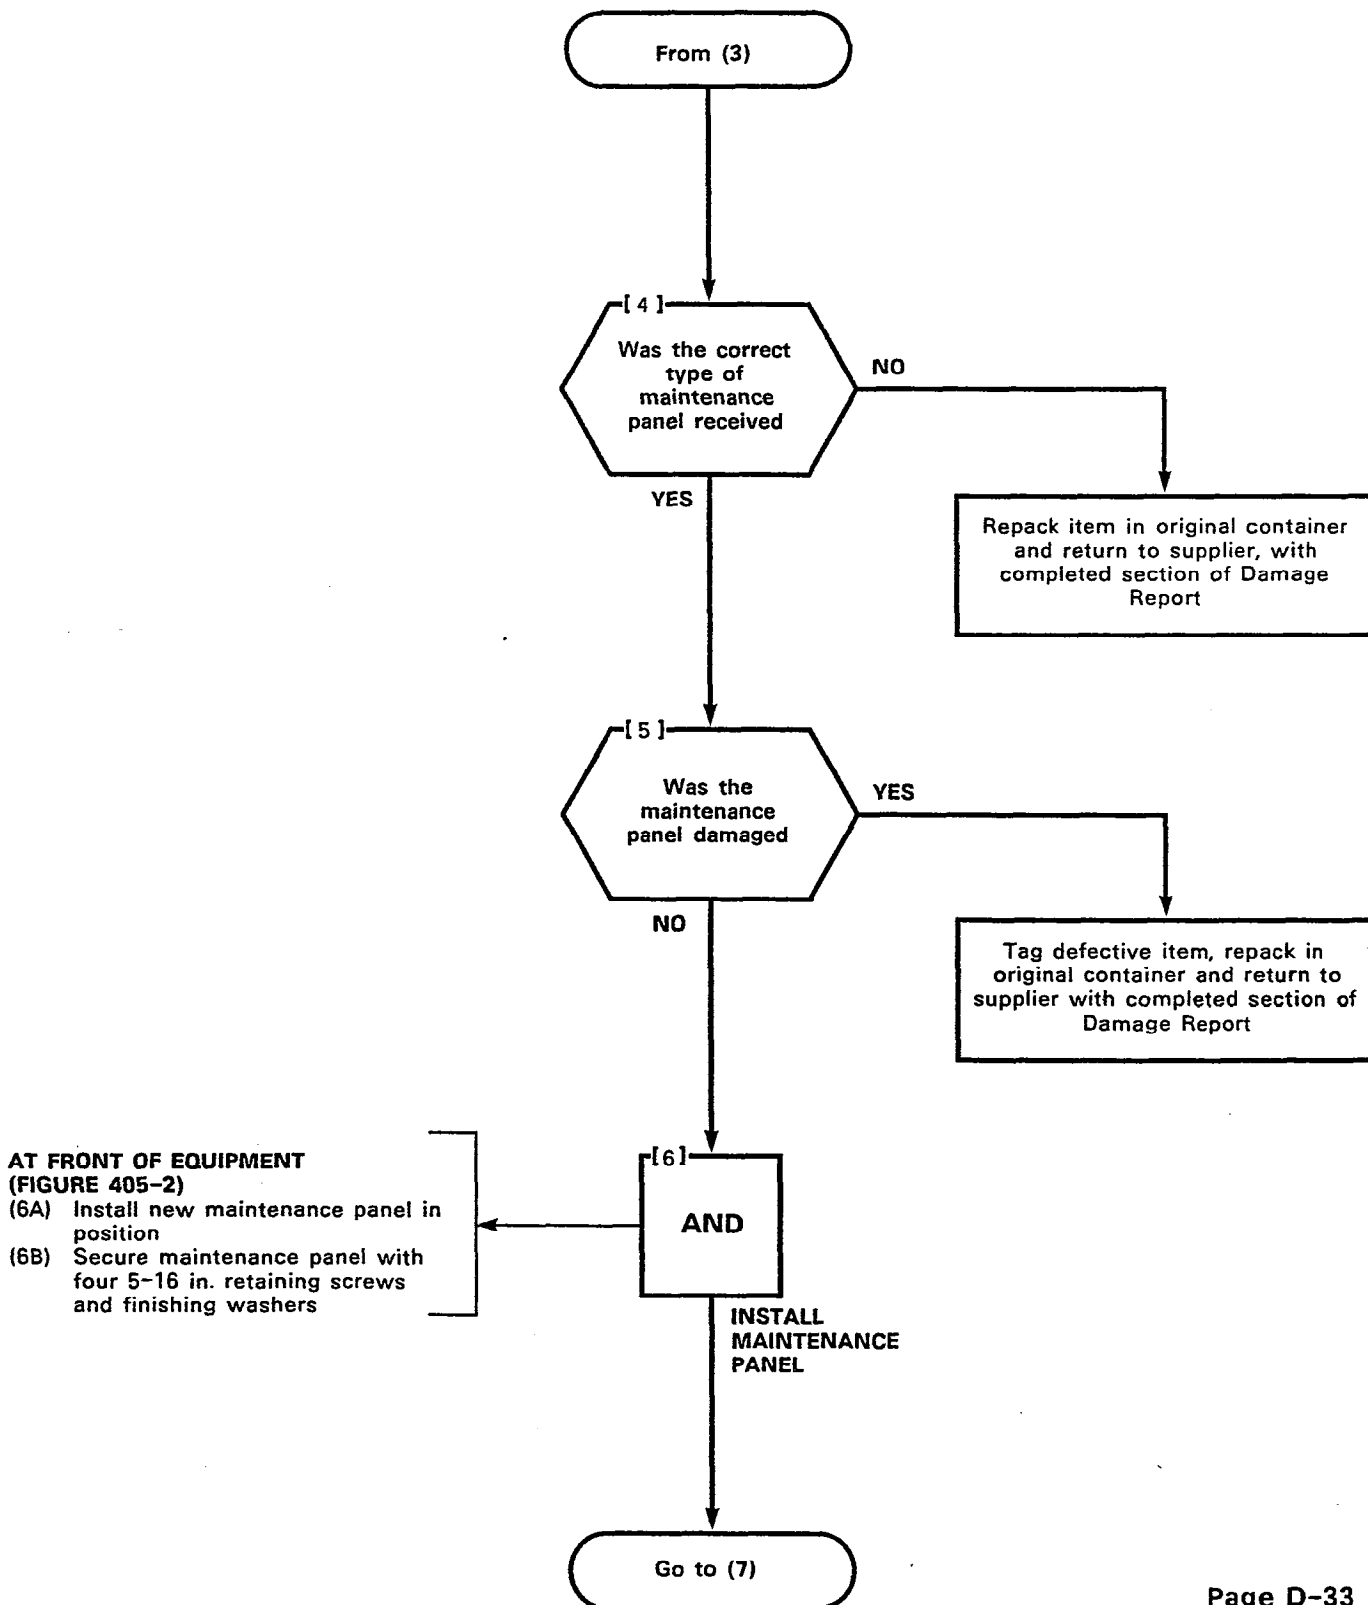 From (3)
[ 4 ]
Was the correct
type of
maintenance
panel received
NO
YES
Repack item in original container
and return to supplier, with
completed section of Damage
Report
[ 5 ]
Was the
maintenance
panel damaged
YES
NO
Tag defective item, repack in
original container and return to
supplier with completed section of
Damage Report
AT FRONT OF EQUIPMENT
(FIGURE 405-2)
(6A) Install new maintenance panel in
position
(6B) Secure maintenance panel with
four 5-16 in. retaining screws
and finishing washers
[6]
AND
INSTALL
MAINTENANCE
PANEL
Go to (7)
Page D-33